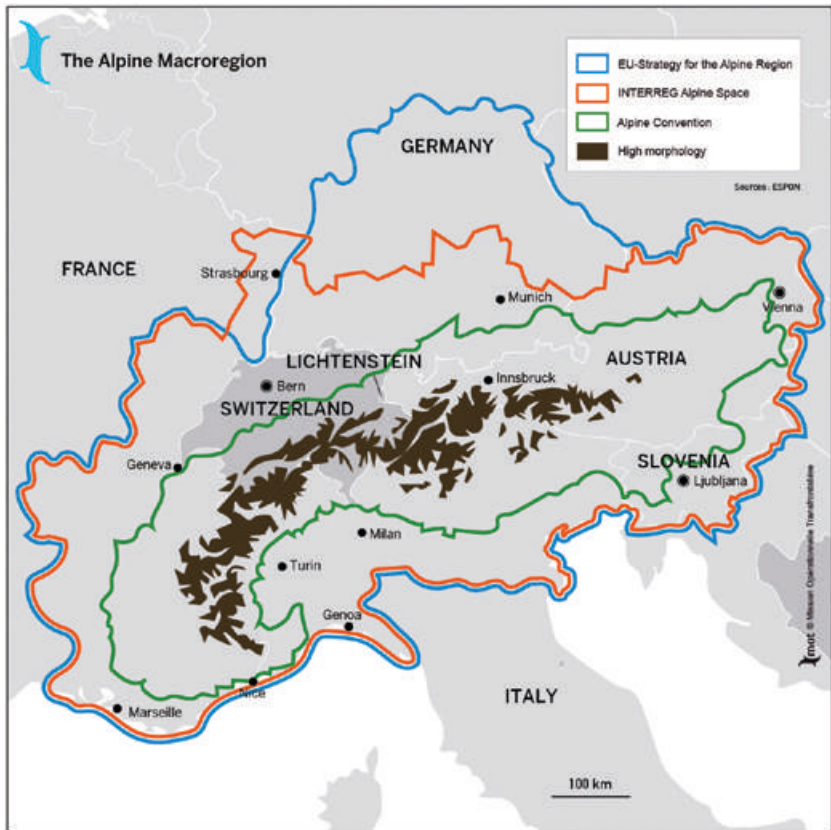 The Alpine Macroregion
EU-Strategy for the Alpine Region
INTERREG Alpine Space
Alpine Convention
High morphology
Sources : ESPON
GERMANY
FRANCE
Strasbourg
Munich
Vienna
LICHTENSTEIN
AUSTRIA
Bern
Innsbruck
SWITZERLAND
Geneva
SLOVENIA
Ljubljana
Milan
Turin
Genoa
Nice
ITALY
Marseille
100 km
mot © Mission Opérationnelle Transfrontalière